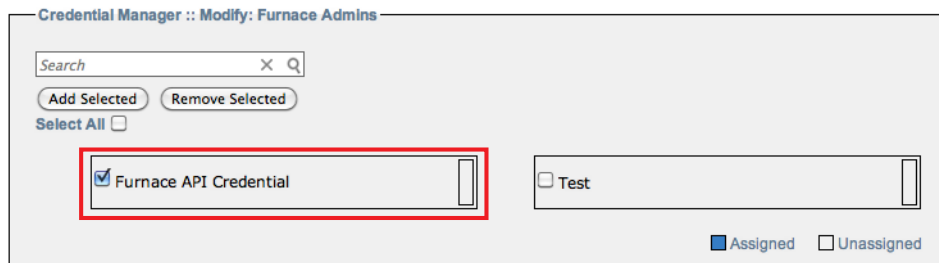 Credential Manager :: Modify: Furnace Admins
Search
Add Selected Remove Selected
Select All
Furnace API Credential Test
Assigned Unassigned